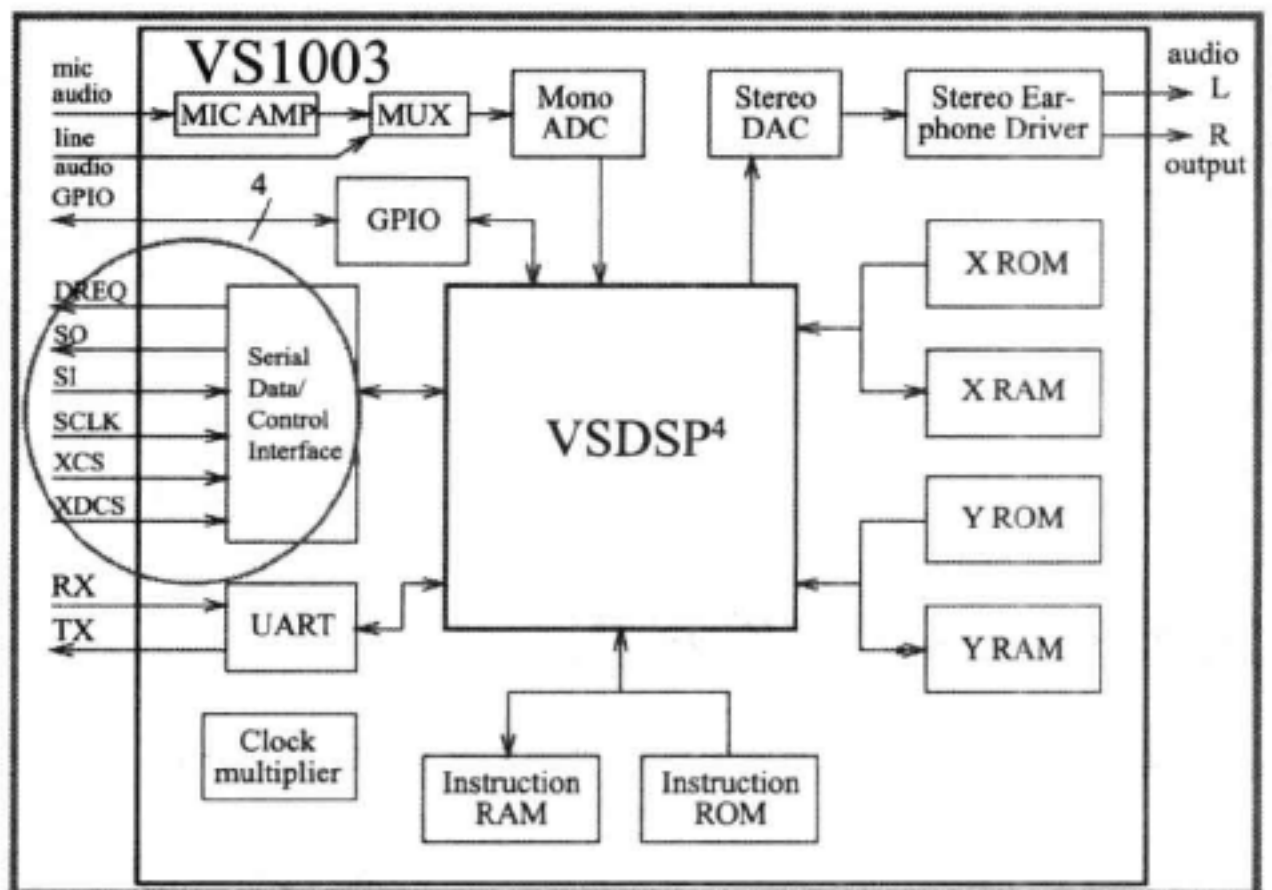 VS1003
mic
audio
MIC AMP
MUX
Mono
ADC
Stereo
DAC
Stereo Ear-
phone Driver
audio
L
R
output
line
audio
GPIO
4
GPIO
X ROM
X RAM
DREQ
SO
SI
SCLK
XCS
XDCS
Serial
Data/
Control
Interface
VSDSP⁴
Y ROM
Y RAM
RX
TX
UART
Clock
multiplier
Instruction
RAM
Instruction
ROM